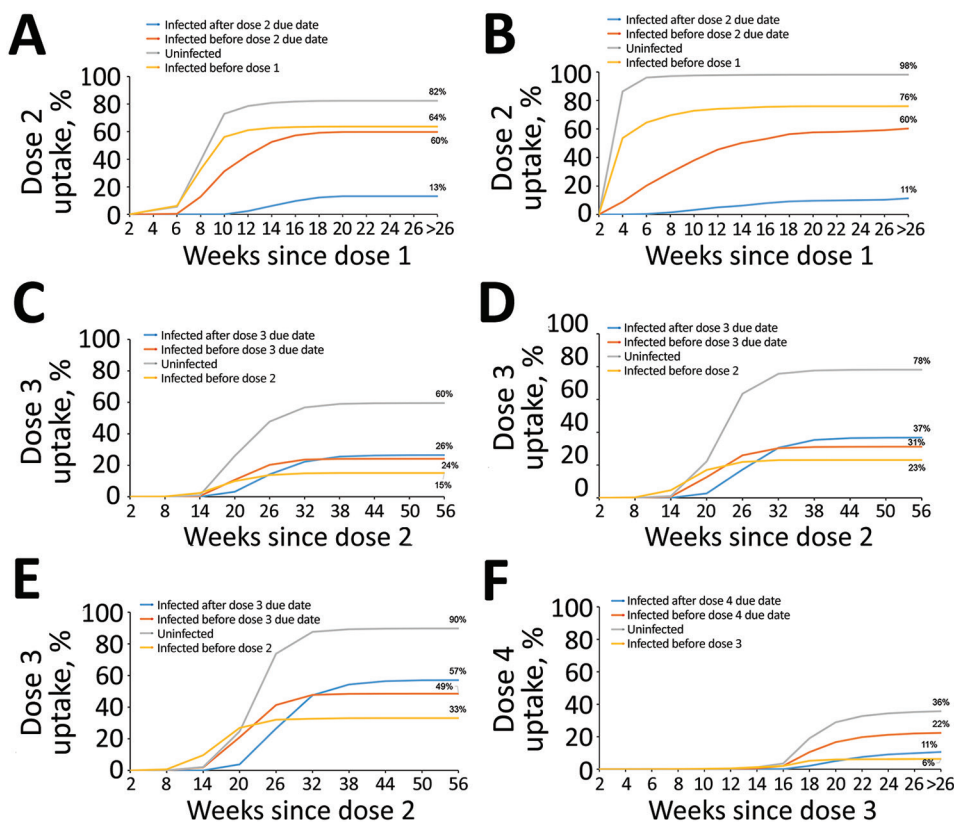 A
Infected after dose 2 due date
Infected before dose 2 due date
Uninfected
Infected before dose 1
Dose 2
uptake, %
100
80
60
40
20
0
82%
64%
60%
13%
2 4 6 8 10 12 14 16 18 20 22 24 26 >26
Weeks since dose 1
B
Infected after dose 2 due date
Infected before dose 2 due date
Uninfected
Infected before dose 1
Dose 2
uptake, %
100
80
60
40
20
0
98%
76%
60%
11%
2 4 6 8 10 12 14 16 18 20 22 24 26 >26
Weeks since dose 1
C
Infected after dose 3 due date
Infected before dose 3 due date
Uninfected
Infected before dose 2
Dose 3
uptake, %
100
80
60
40
20
0
60%
26%
24%
15%
2 8 14 20 26 32 38 44 50 56
Weeks since dose 2
D
Infected after dose 3 due date
Infected before dose 3 due date
Uninfected
Infected before dose 2
Dose 3
uptake, %
100
80
60
40
20
0
78%
37%
31%
23%
2 8 14 20 26 32 38 44 50 56
Weeks since dose 2
E
Infected after dose 3 due date
Infected before dose 3 due date
Uninfected
Infected before dose 2
Dose 3
uptake, %
100
80
60
40
20
0
90%
57%
49%
33%
2 8 14 20 26 32 38 44 50 56
Weeks since dose 2
F
Infected after dose 4 due date
Infected before dose 4 due date
Uninfected
Infected before dose 3
Dose 4
uptake, %
100
80
60
40
20
0
36%
22%
11%
6%
2 4 6 8 10 12 14 16 18 20 22 24 26 >26
Weeks since dose 3